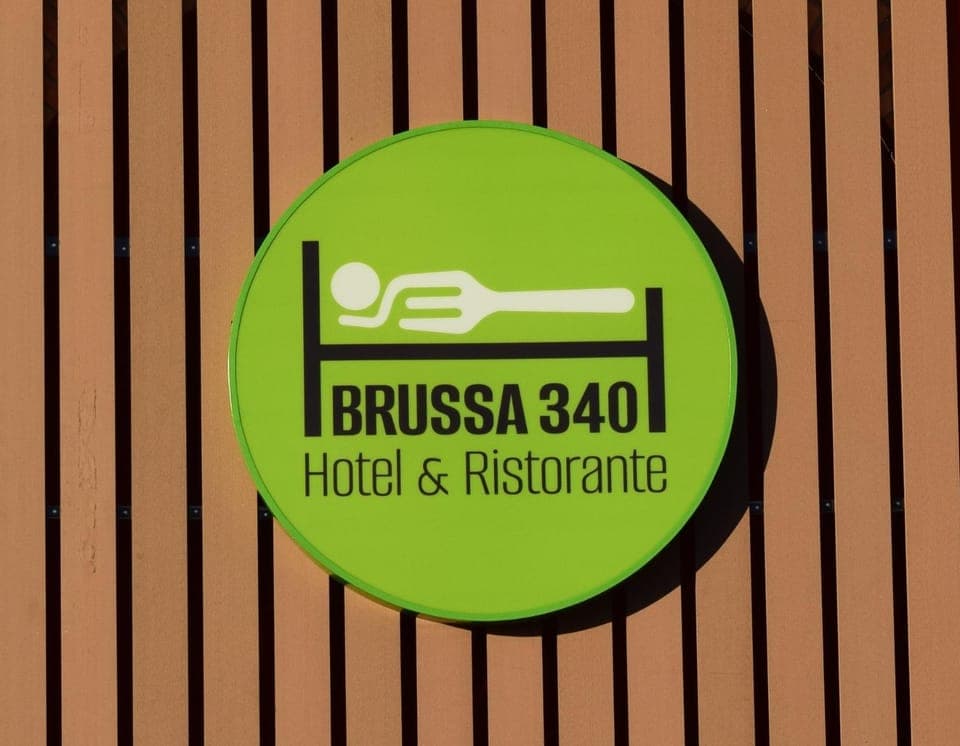 BRUSSA 340
Hotel & Ristorante